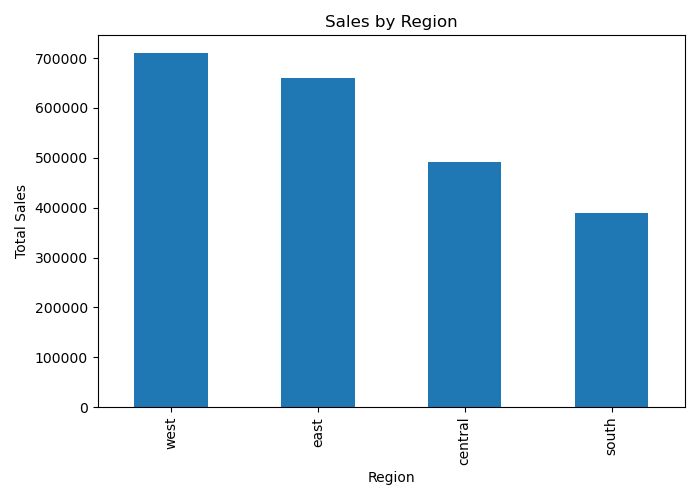 Sales by Region
Total Sales
700000
600000
500000
400000
300000
200000
100000
0
west
east
central
south
Region